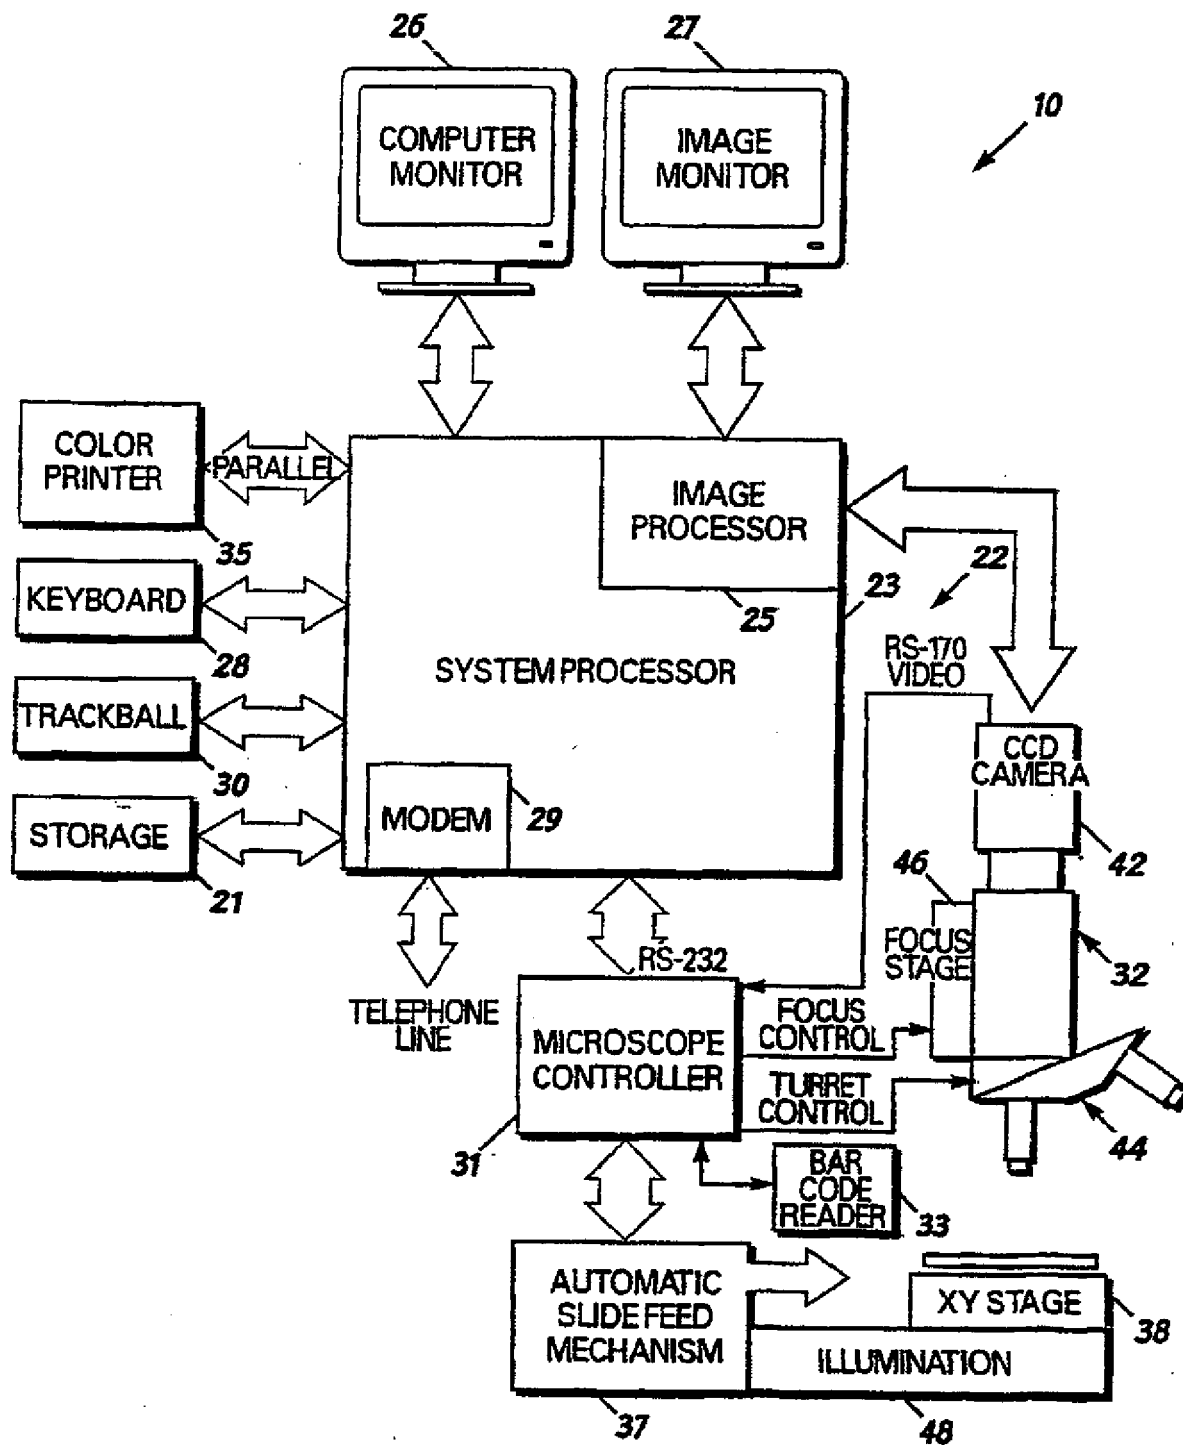 26
27
10
COMPUTER
MONITOR
IMAGE
MONITOR
COLOR
PRINTER
PARALLEL
35
IMAGE
PROCESSOR
25
23
22
KEYBOARD
28
SYSTEM PROCESSOR
RS-170
VIDEO
TRACKBALL
30
CCD
CAMERA
42
STORAGE
21
MODEM
29
46
FOCUS
STAGE
32
RS-232
TELEPHONE
LINE
MICROSCOPE
CONTROLLER
31
FOCUS
CONTROL
TURRET
CONTROL
44
BAR
CODE
READER
33
AUTOMATIC
SLIDE FEED
MECHANISM
37
XY STAGE
38
ILLUMINATION
48